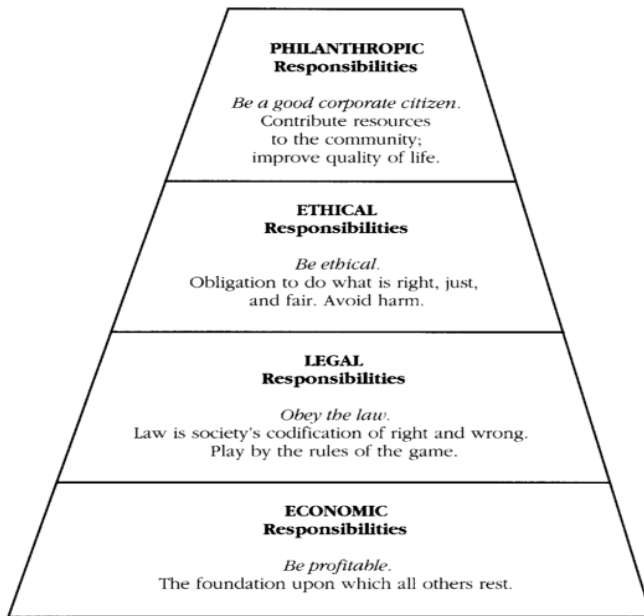 PHILANTHROPIC
Responsibilities
Be a good corporate citizen.
Contribute resources
to the community;
improve quality of life.
ETHICAL
Responsibilities
Be ethical.
Obligation to do what is right, just,
and fair. Avoid harm.
LEGAL
Responsibilities
Obey the law.
Law is society's codification of right and wrong.
Play by the rules of the game.
ECONOMIC
Responsibilities
Be profitable.
The foundation upon which all others rest.